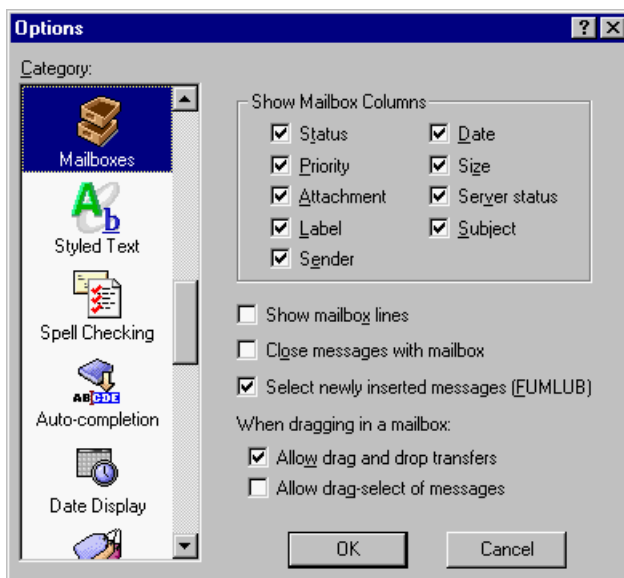 Options
Category:
Mailboxes
Styled Text
Spell Checking
ABCDE
Auto-completion
Date Display
Show Mailbox Columns
Status
Date
Priority
Size
Attachment
Server status
Label
Subject
Sender
Show mailbox lines
Close messages with mailbox
Select newly inserted messages (FUMLUB)
When dragging in a mailbox:
Allow drag and drop transfers
Allow drag-select of messages
OK
Cancel